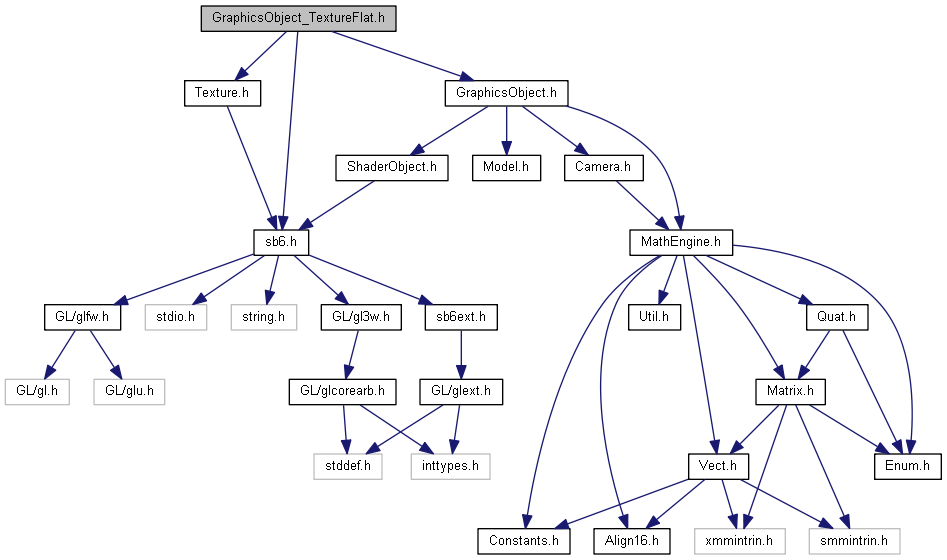 GraphicsObject_TextureFlat.h
Texture.h
GraphicsObject.h
ShaderObject.h
Model.h
Camera.h
sb6.h
MathEngine.h
GL/glfw.h
stdio.h
string.h
GL/gl3w.h
sb6ext.h
Util.h
Quat.h
GL/gl.h
GL/glu.h
GL/glcorearb.h
GL/glext.h
Matrix.h
stddef.h
inttypes.h
Vect.h
Enum.h
Constants.h
Align16.h
xmmintrin.h
smmintrin.h